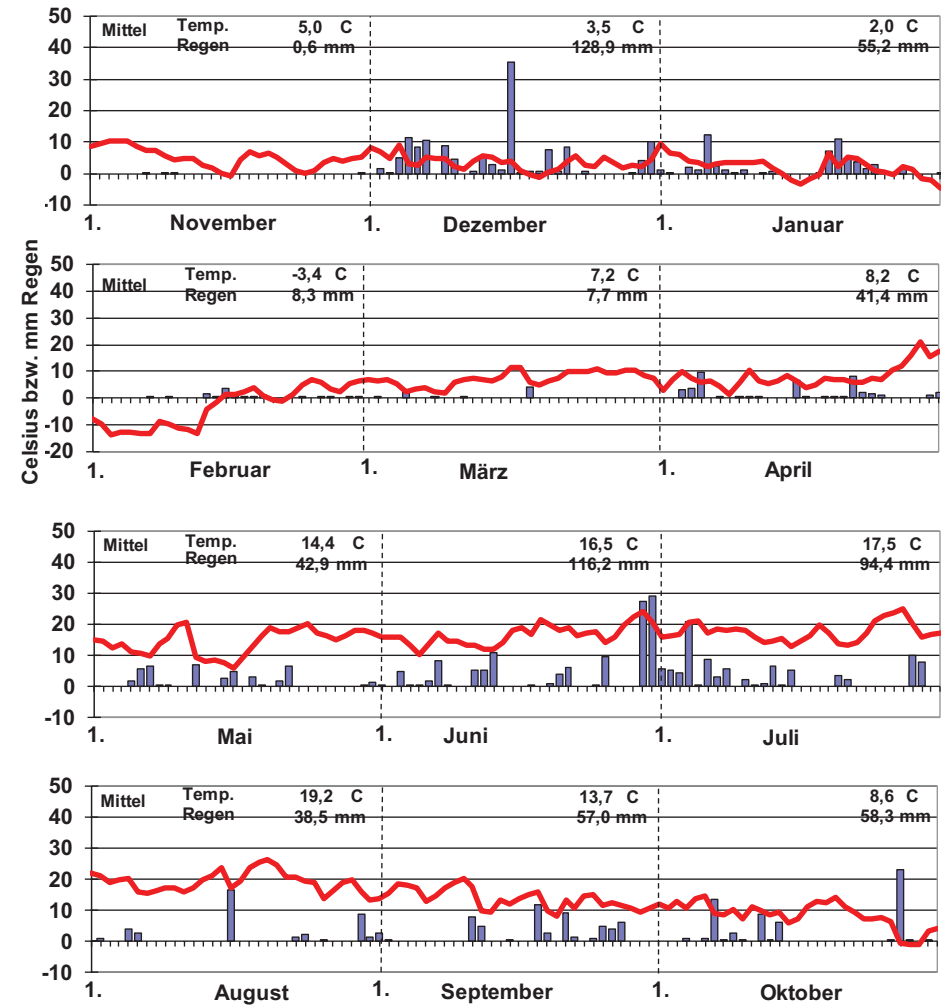 50 Mittel Temp. 5,0 C 3,5 C 2,0 C
40 Regen 0,6 mm 128,9 mm 55,2 mm
30
20
10
0
-10
1. November 1. Dezember 1. Januar
Celsius bzw. mm Regen
50 Mittel Temp. -3,4 C 7,2 C 8,2 C
40 Regen 8,3 mm 7,7 mm 41,4 mm
30
20
10
0
-10
-20
1. Februar 1. März 1. April
50 Mittel Temp. 14,4 C 16,5 C 17,5 C
40 Regen 42,9 mm 116,2 mm 94,4 mm
30
20
10
0
-10
1. Mai 1. Juni 1. Juli
50 Mittel Temp. 19,2 C 13,7 C 8,6 C
40 Regen 38,5 mm 57,0 mm 58,3 mm
30
20
10
0
-10
1. August 1. September 1. Oktober